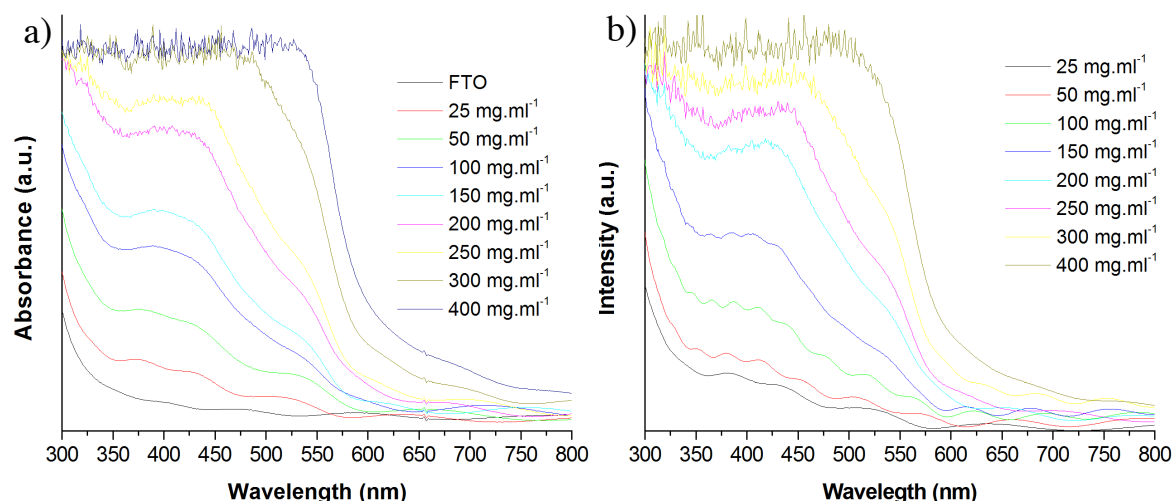 a)
Absorbance (a.u.)
FTO
25 mg.ml⁻¹
50 mg.ml⁻¹
100 mg.ml⁻¹
150 mg.ml⁻¹
200 mg.ml⁻¹
250 mg.ml⁻¹
300 mg.ml⁻¹
400 mg.ml⁻¹
300 350 400 450 500 550 600 650 700 750 800
Wavelength (nm)
b)
Intensity (a.u.)
25 mg.ml⁻¹
50 mg.ml⁻¹
100 mg.ml⁻¹
150 mg.ml⁻¹
200 mg.ml⁻¹
250 mg.ml⁻¹
300 mg.ml⁻¹
400 mg.ml⁻¹
300 350 400 450 500 550 600 650 700 750 800
Wavelegth (nm)